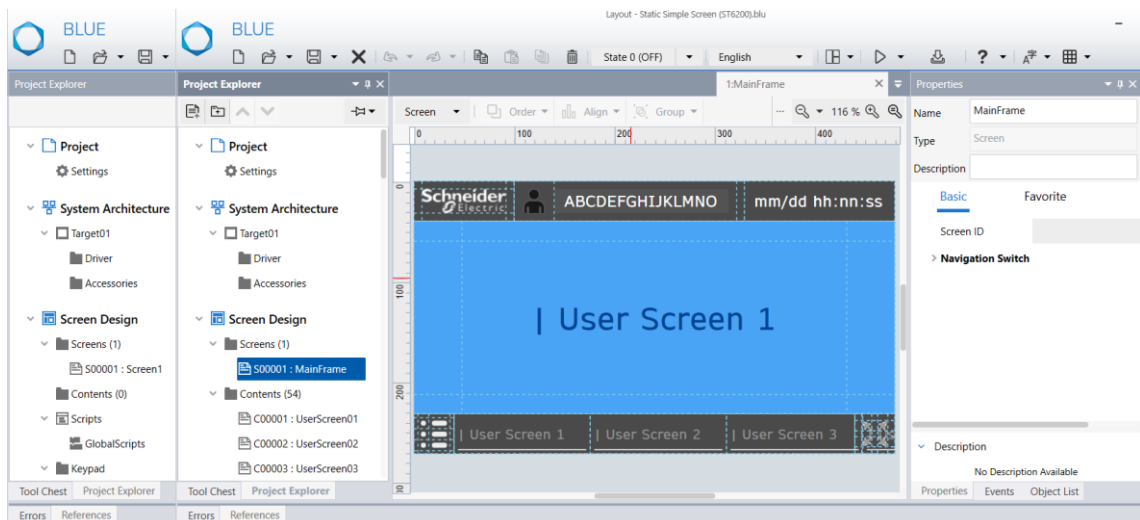 Layout - Static Simple Screen (ST6200).blu
BLUE
BLUE
State 0 (OFF)
English
?
Project Explorer
Project Explorer
1:MainFrame
Properties
Screen
Order
Align
Group
116 %
Name
MainFrame
Type
Screen
Description
Basic
Favorite
Screen ID
Navigation Switch
Description
No Description Available
Properties
Events
Object List
Project
Settings
System Architecture
Target01
Driver
Accessories
Screen Design
Screens (1)
S00001 : Screen1
Contents (0)
Scripts
GlobalScripts
Keypad
Tool Chest
Project Explorer
Errors
References
Project
Settings
System Architecture
Target01
Driver
Accessories
Screen Design
Screens (1)
S00001 : MainFrame
Contents (54)
C00001 : UserScreen01
C00002 : UserScreen02
C00003 : UserScreen03
Tool Chest
Project Explorer
Errors
References
0
100
200
300
400
0
100
200
Schneider
Electric
ABCDEFGHIJKLMNO
mm/dd hh:nn:ss
| User Screen 1
| User Screen 1
| User Screen 2
| User Screen 3